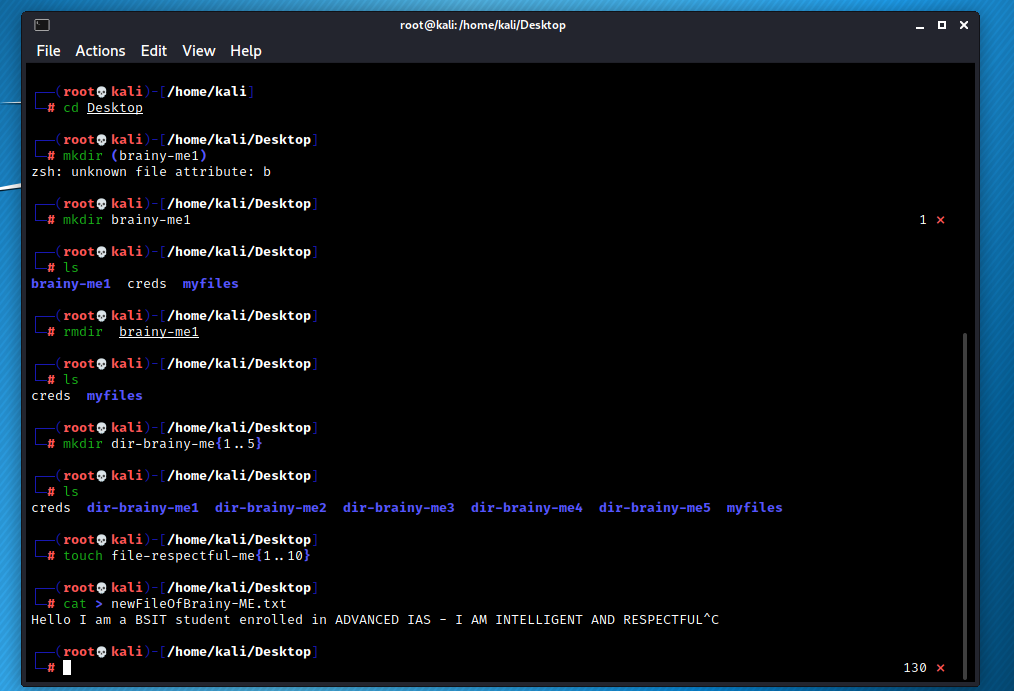 root@kali: /home/kali/Desktop
File Actions Edit View Help
┌──(root💀kali)-[/home/kali]
└─# cd Desktop
┌──(root💀kali)-[/home/kali/Desktop]
└─# mkdir (brainy-me1)
zsh: unknown file attribute: b
┌──(root💀kali)-[/home/kali/Desktop]
└─# mkdir brainy-me1 1 ⨯
┌──(root💀kali)-[/home/kali/Desktop]
└─# ls
brainy-me1 creds myfiles
┌──(root💀kali)-[/home/kali/Desktop]
└─# rmdir  brainy-me1
┌──(root💀kali)-[/home/kali/Desktop]
└─# ls
creds myfiles
┌──(root💀kali)-[/home/kali/Desktop]
└─# mkdir dir-brainy-me{1..5}
┌──(root💀kali)-[/home/kali/Desktop]
└─# ls
creds dir-brainy-me1 dir-brainy-me2 dir-brainy-me3 dir-brainy-me4 dir-brainy-me5 myfiles
┌──(root💀kali)-[/home/kali/Desktop]
└─# touch file-respectful-me{1..10}
┌──(root💀kali)-[/home/kali/Desktop]
└─# cat > newFileOfBrainy-ME.txt
Hello I am a BSIT student enrolled in ADVANCED IAS - I AM INTELLIGENT AND RESPECTFUL^C
┌──(root💀kali)-[/home/kali/Desktop]
└─# 130 ⨯